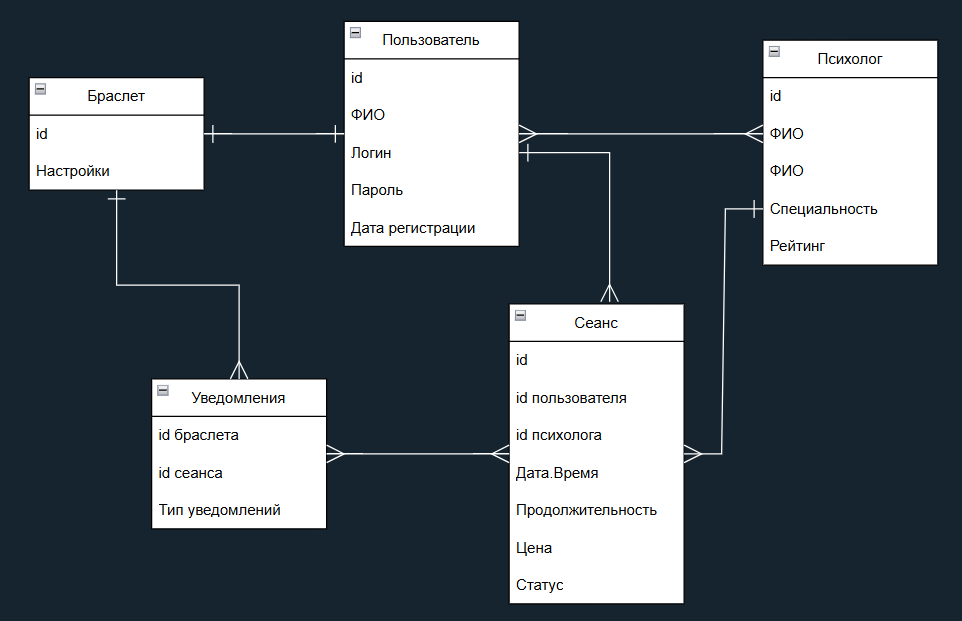 Пользователь
id
ФИО
Логин
Пароль
Дата регистрации
Психолог
id
ФИО
ФИО
Специальность
Рейтинг
Браслет
id
Настройки
Сеанс
id
id пользователя
id психолога
Дата.Время
Продолжительность
Цена
Статус
Уведомления
id браслета
id сеанса
Тип уведомлений